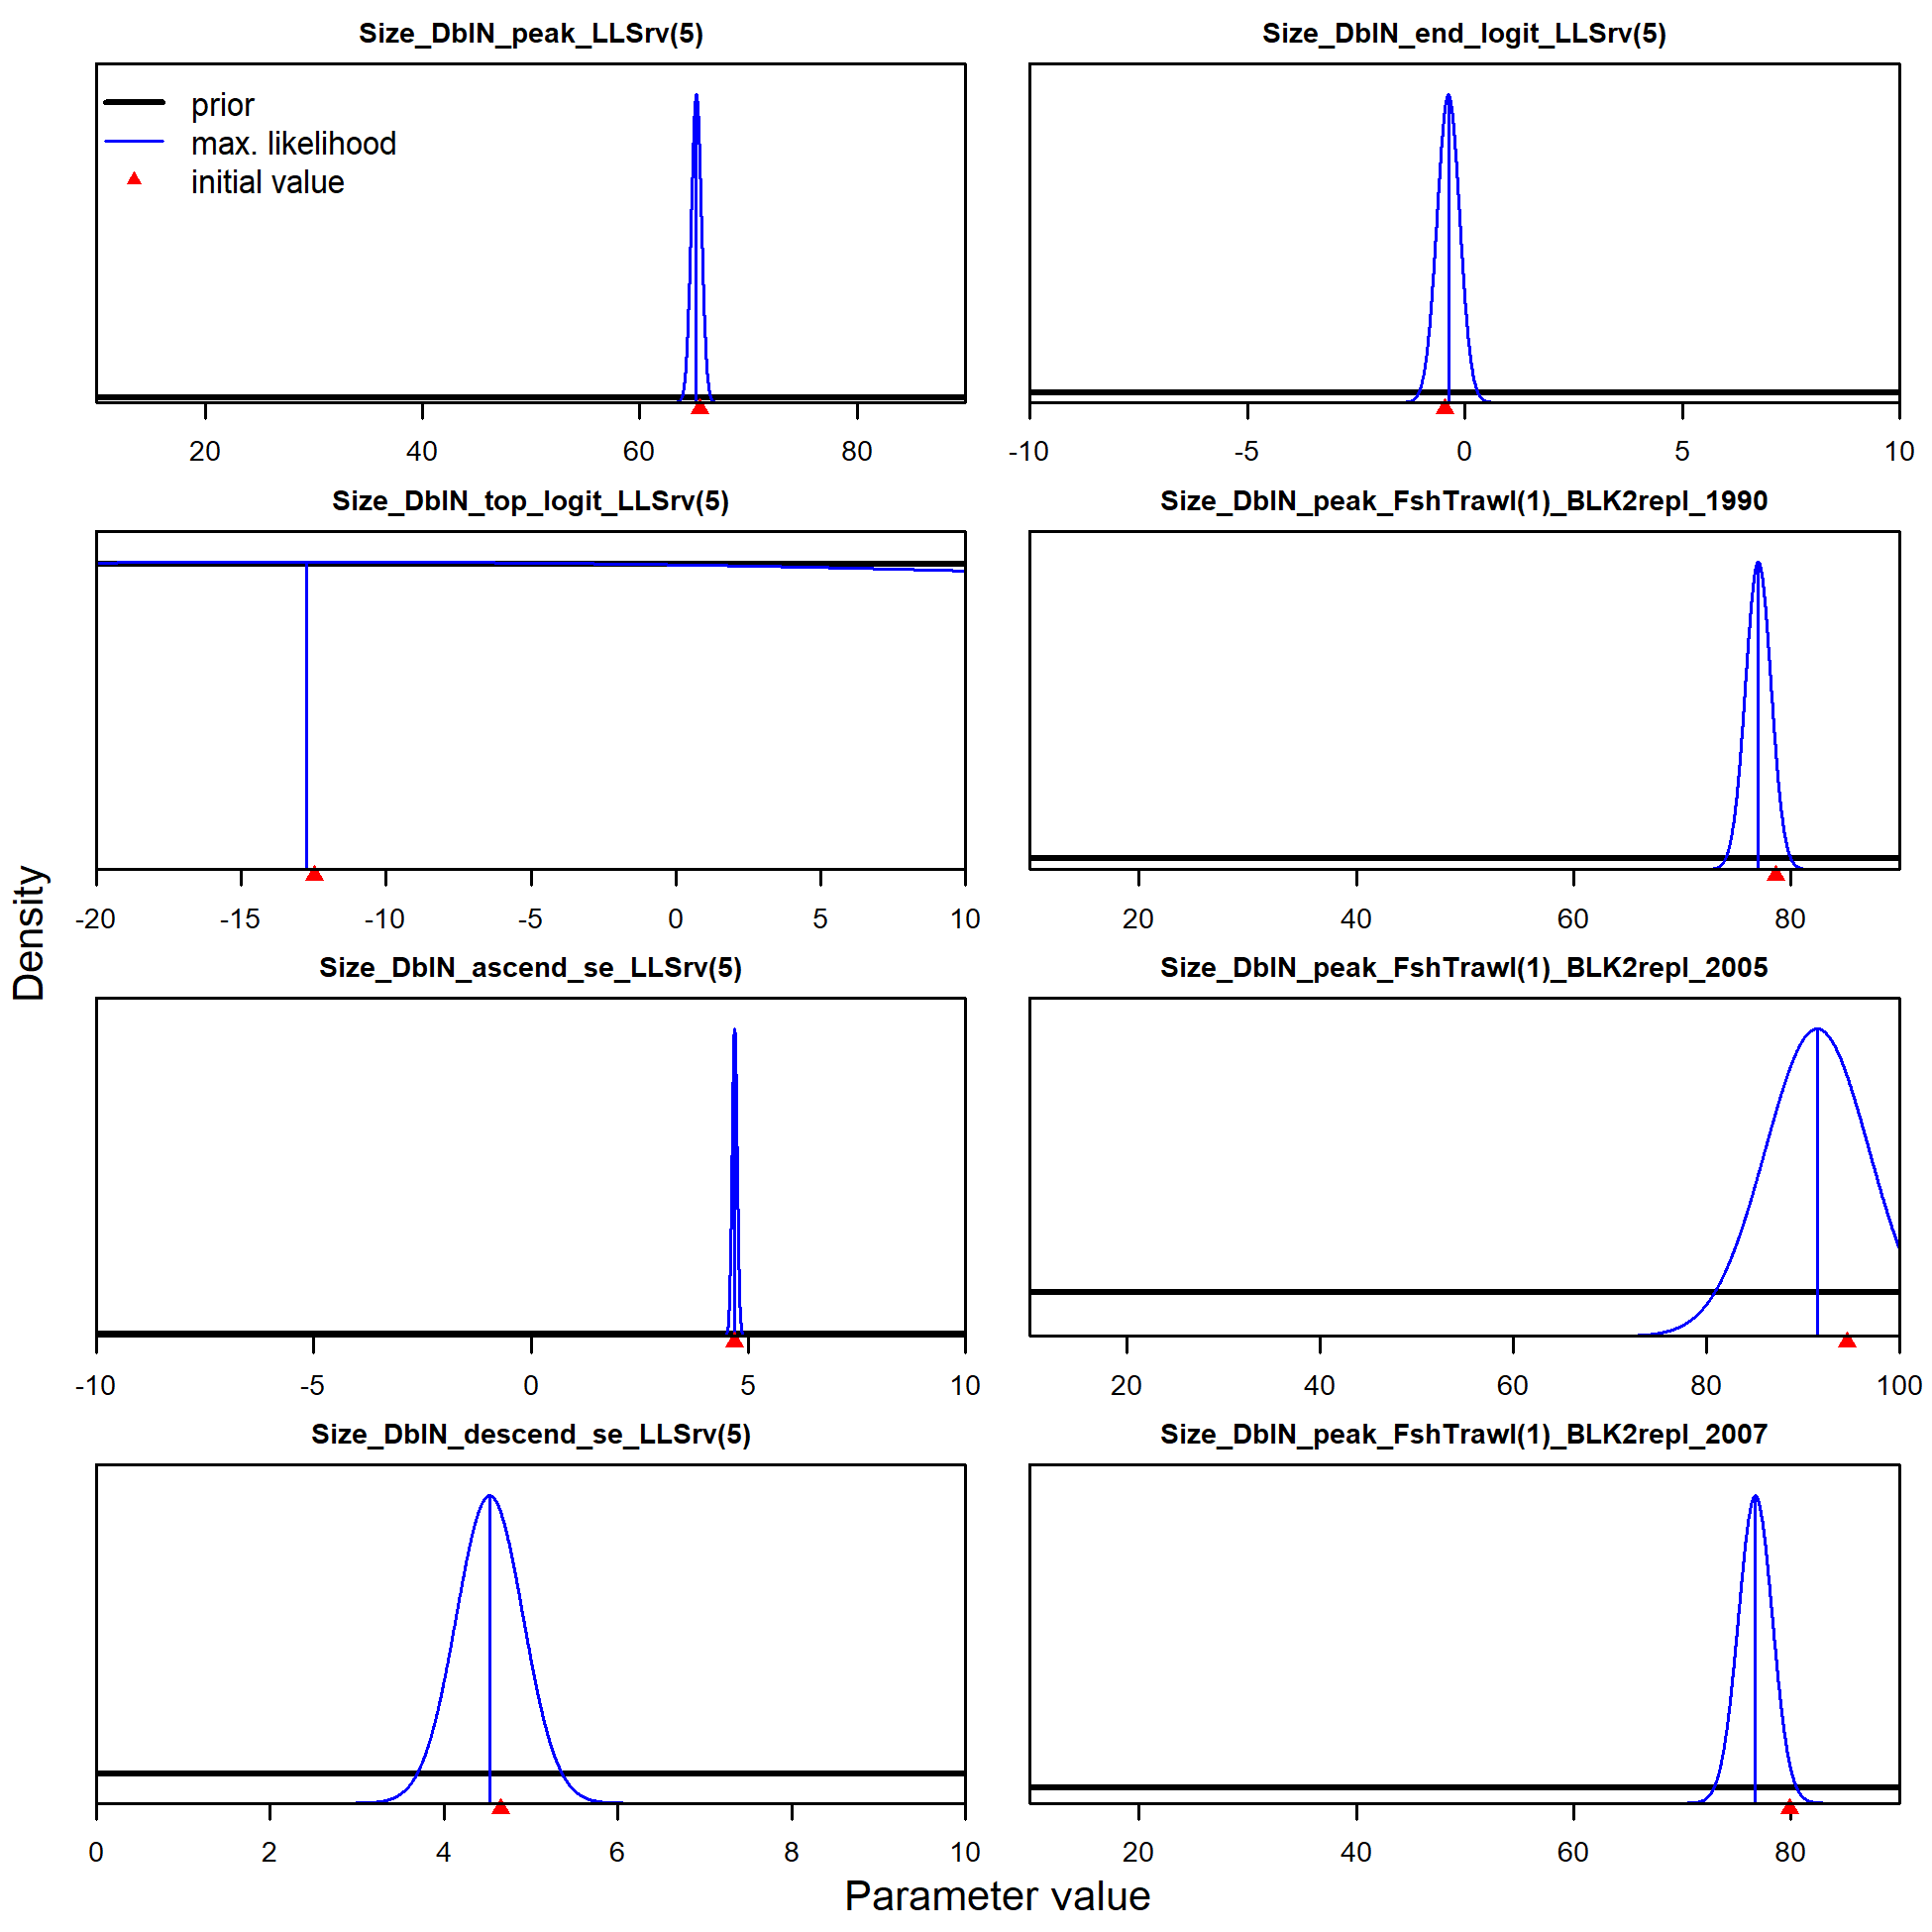 Size_DblN_peak_LLSrv(5)
prior
max. likelihood
initial value
20 40 60 80
Size_DblN_end_logit_LLSrv(5)
-10 -5 0 5 10
Size_DblN_top_logit_LLSrv(5)
-20 -15 -10 -5 0 5 10
Size_DblN_peak_FshTrawl(1)_BLK2repl_1990
20 40 60 80
Size_DblN_ascend_se_LLSrv(5)
-10 -5 0 5 10
Size_DblN_peak_FshTrawl(1)_BLK2repl_2005
20 40 60 80 100
Size_DblN_descend_se_LLSrv(5)
0 2 4 6 8 10
Size_DblN_peak_FshTrawl(1)_BLK2repl_2007
20 40 60 80
Density
Parameter value